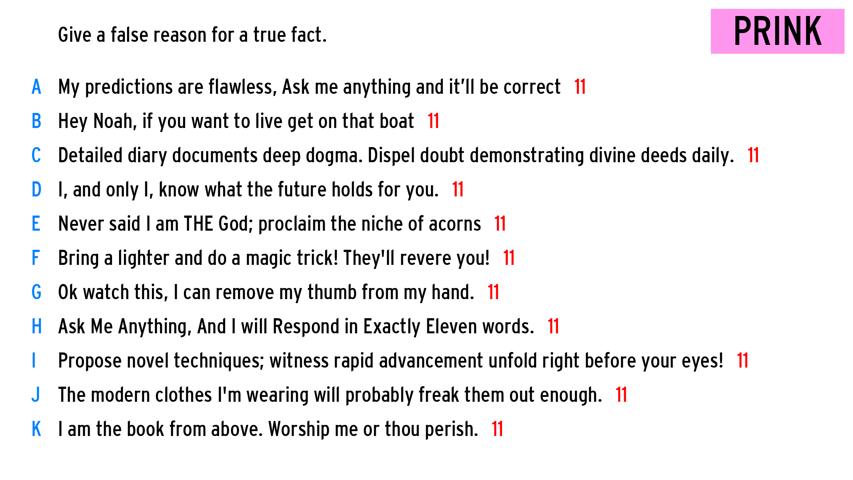 Give a false reason for a true fact.
PRINK
A My predictions are flawless, Ask me anything and it'll be correct 11
B Hey Noah, if you want to live get on that boat 11
C Detailed diary documents deep dogma. Dispel doubt demonstrating divine deeds daily. 11
D I, and only I, know what the future holds for you. 11
E Never said I am THE God; proclaim the niche of acorns 11
F Bring a lighter and do a magic trick! They'll revere you! 11
G Ok watch this, I can remove my thumb from my hand. 11
H Ask Me Anything, And I will Respond in Exactly Eleven words. 11
I Propose novel techniques; witness rapid advancement unfold right before your eyes! 11
J The modern clothes I'm wearing will probably freak them out enough. 11
K I am the book from above. Worship me or thou perish. 11